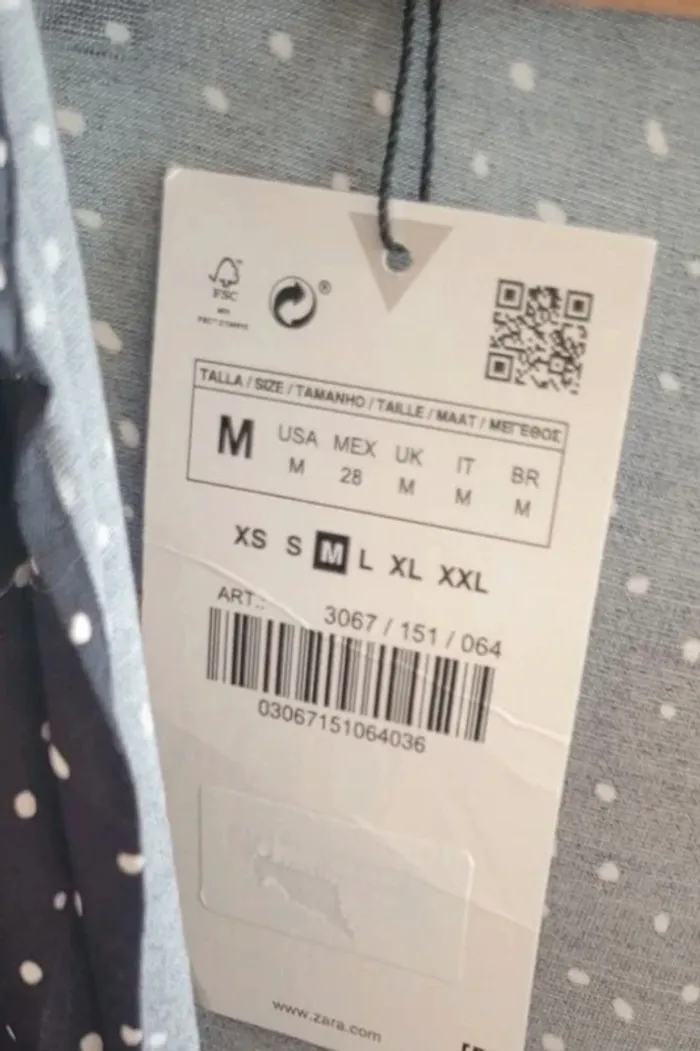 FSC
®
TALLA / SIZE / TAMANHO / TAILLE / MAAT / ΜΕΓΕΘΟΣ
M USA MEX UK IT BR
M 28 M M M
XS S M L XL XXL
ART.:
3067 / 151 / 064
03067151064036
www.zara.com